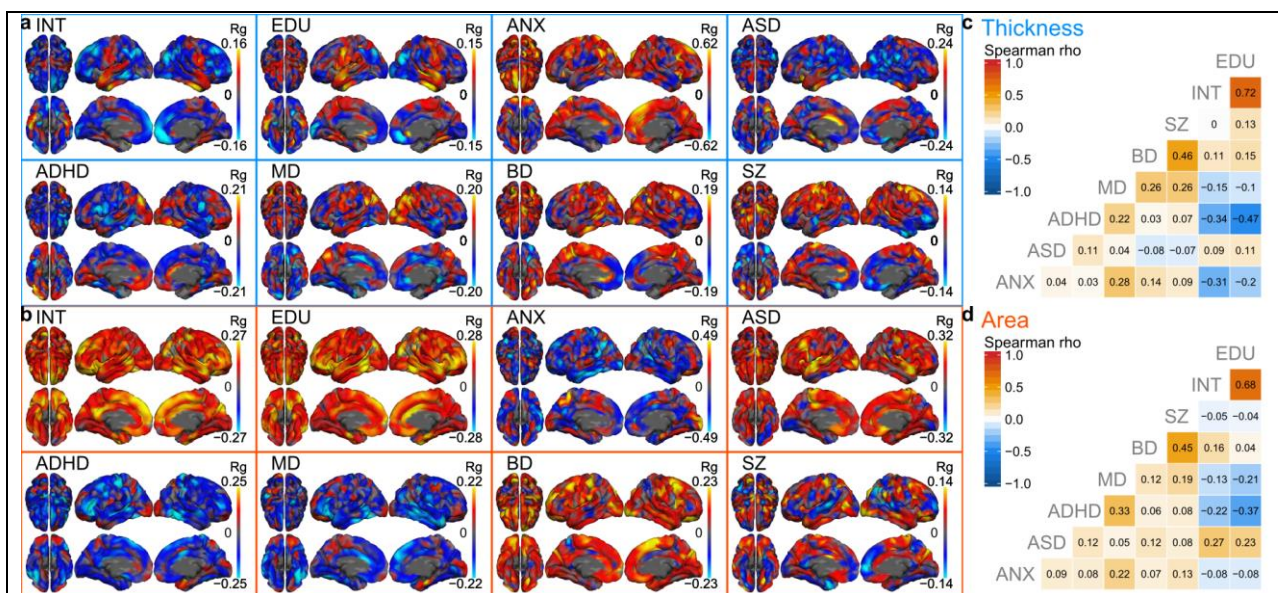 a INT Rg 0.16 0 −0.16
EDU Rg 0.15 0 −0.15
ANX Rg 0.62 0 −0.62
ASD Rg 0.24 0 −0.24
ADHD Rg 0.21 0 −0.21
MD Rg 0.20 0 −0.20
BD Rg 0.19 0 −0.19
SZ Rg 0.14 0 −0.14
b INT Rg 0.27 0 −0.27
EDU Rg 0.28 0 −0.28
ANX Rg 0.49 0 −0.49
ASD Rg 0.32 0 −0.32
ADHD Rg 0.25 0 −0.25
MD Rg 0.22 0 −0.22
BD Rg 0.23 0 −0.23
SZ Rg 0.14 0 −0.14
c Thickness
Spearman rho
1.0
0.5
0.0
−0.5
−1.0
EDU
INT 0.72
SZ 0 0.13
BD 0.46 0.11 0.15
MD 0.26 0.26 −0.15 −0.1
ADHD 0.22 0.03 0.07 −0.34 −0.47
ASD 0.11 0.04 −0.08 −0.07 0.09 0.11
ANX 0.04 0.03 0.28 0.14 0.09 −0.31 −0.2
d Area
Spearman rho
1.0
0.5
0.0
−0.5
−1.0
EDU
INT 0.68
SZ −0.05 −0.04
BD 0.45 0.16 0.04
MD 0.12 0.19 −0.13 −0.21
ADHD 0.33 0.06 0.08 −0.22 −0.37
ASD 0.12 0.05 0.12 0.08 0.27 0.23
ANX 0.09 0.08 0.22 0.07 0.13 −0.08 −0.08